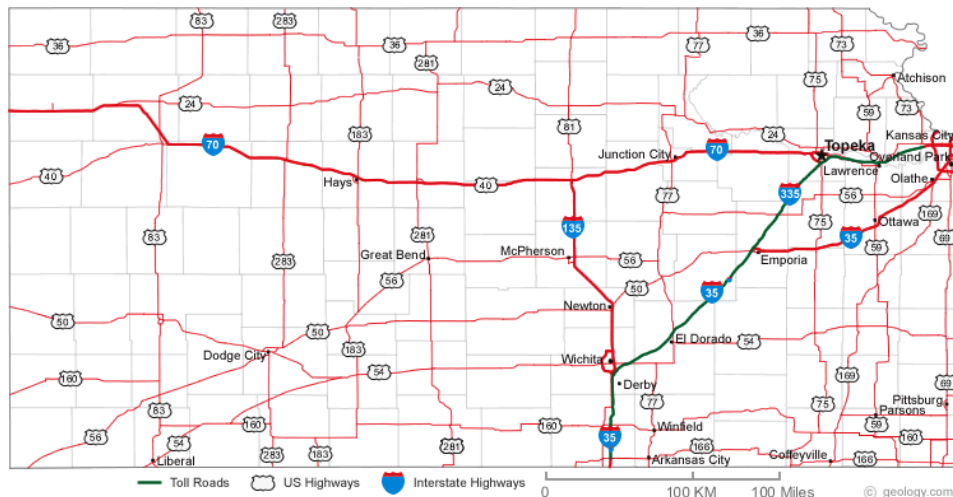 83
283
36
36
36
77
73
281
75
Atchison
24
24
59
73
81
183
24
Kansas City
Topeka
70
70
Junction City
Overland Park
Lawrence
40
Hays
40
Olathe
335
77
56
75
169
Ottawa
135
83
281
35
69
283
Great Bend
McPherson
56
59
Emporia
56
50
35
Newton
50
50
El Dorado
54
Dodge City
183
Wichita
54
160
169
69
Derby
77
75
Pittsburg
Parsons
83
160
160
59
56
35
Winfield
160
54
281
166
283
183
Liberal
Arkansas City
Coffeyville
166
Toll Roads
US Highways
Interstate Highways
0
100 KM
100 Miles
© geology.com